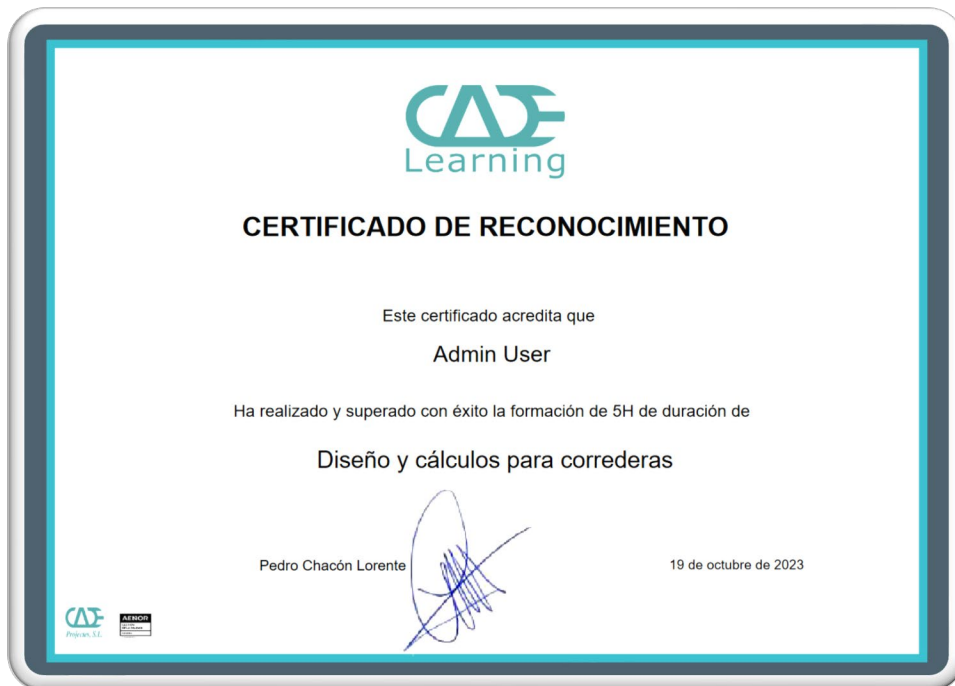 CADE
Learning
CERTIFICADO DE RECONOCIMIENTO
Este certificado acredita que
Admin User
Ha realizado y superado con éxito la formación de 5H de duración de
Diseño y cálculos para correderas
Pedro Chacón Lorente
19 de octubre de 2023
CADE
Projectes, S.L.
AENOR